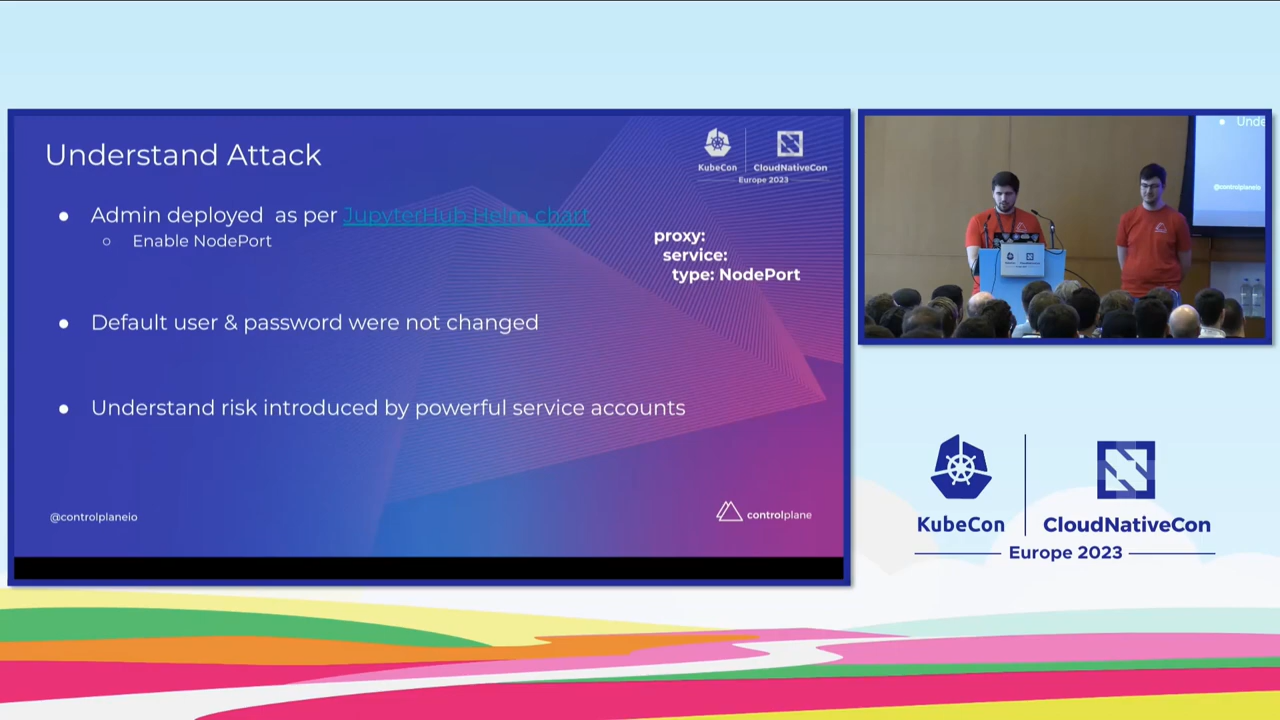 Understand Attack
KubeCon
CloudNativeCon
Europe 2023
● Admin deployed as per JupyterHub Helm chart
○ Enable NodePort
proxy:
service:
type: NodePort
● Default user & password were not changed
● Understand risk introduced by powerful service accounts
@controlplaneio
controlplane
● Unde
@controlplaneio
KubeCon
CloudNativeCon
Europe 2023